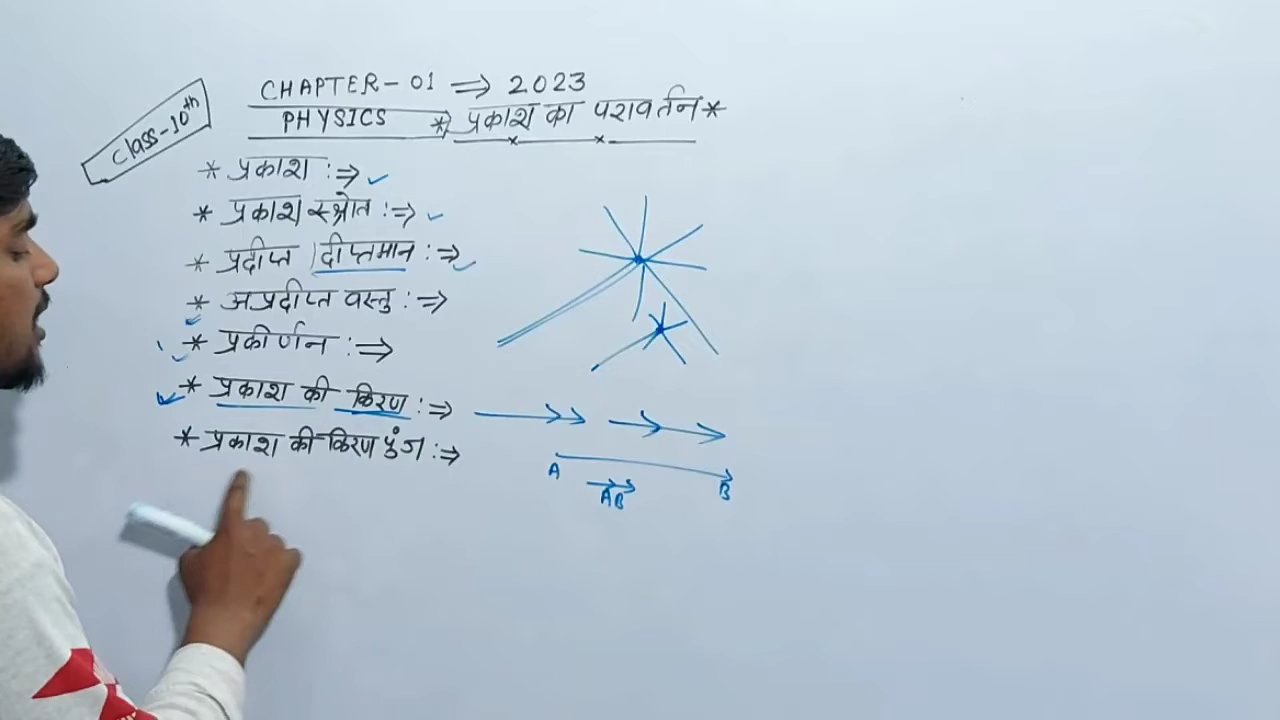 Class-10th
CHAPTER-01 ⇒ 2023
PHYSICS * प्रकाश का परावर्तन *
* प्रकाश :⇒
* प्रकाश स्त्रोत :⇒
* प्रदीप्त / दीप्तमान :⇒
* अप्रदीप्त वस्तु :⇒
* प्रकीर्णन :⇒
* प्रकाश की किरण :⇒
* प्रकाश की किरण पुंज :⇒
A B
AB